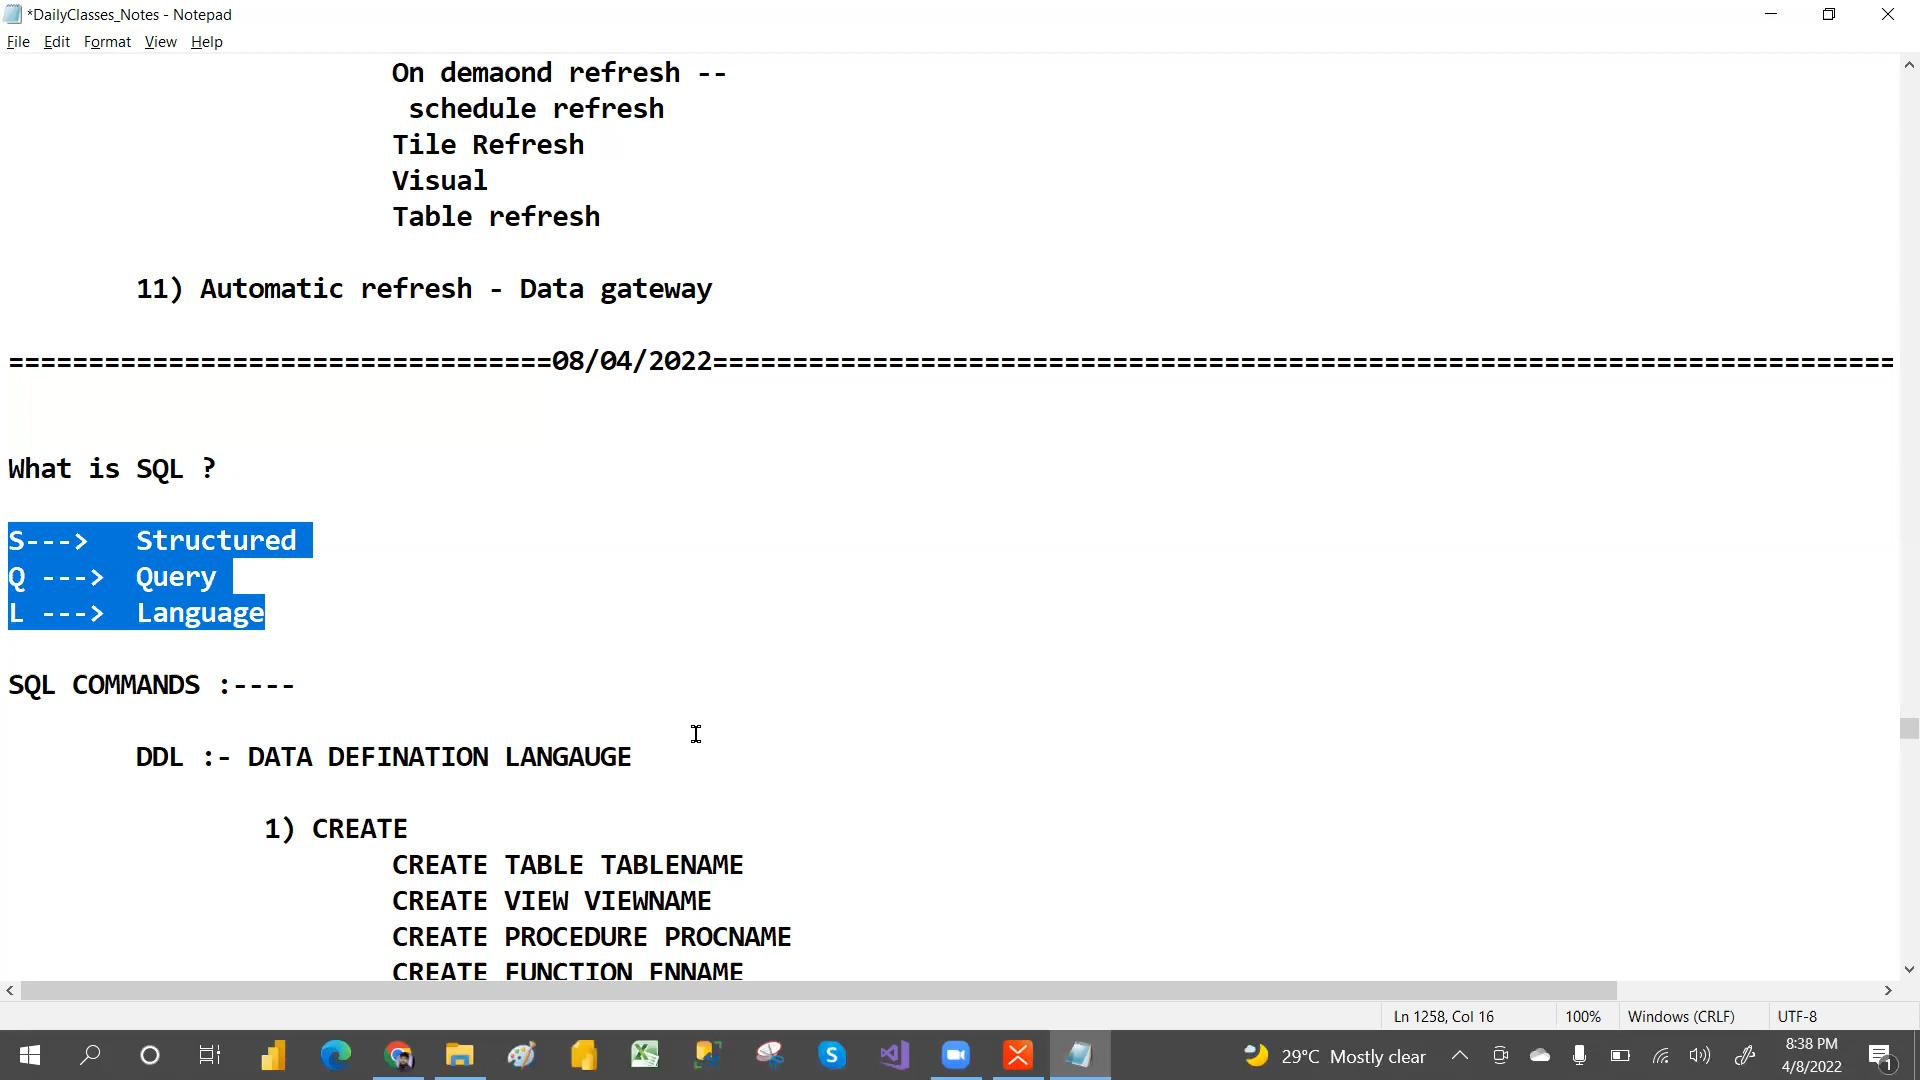 *DailyClasses_Notes - Notepad
File Edit Format View Help
On demaond refresh --
schedule refresh
Tile Refresh
Visual
Table refresh
11) Automatic refresh - Data gateway
==================================08/04/2022==========================================================================
What is SQL ?
S---> Structured
Q ---> Query
L ---> Language
SQL COMMANDS :----
DDL :- DATA DEFINATION LANGAUGE
1) CREATE
CREATE TABLE TABLENAME
CREATE VIEW VIEWNAME
CREATE PROCEDURE PROCNAME
CREATE FUNCTION FNNAME
Ln 1258, Col 16 100% Windows (CRLF) UTF-8
29°C Mostly clear
8:38 PM
4/8/2022
1